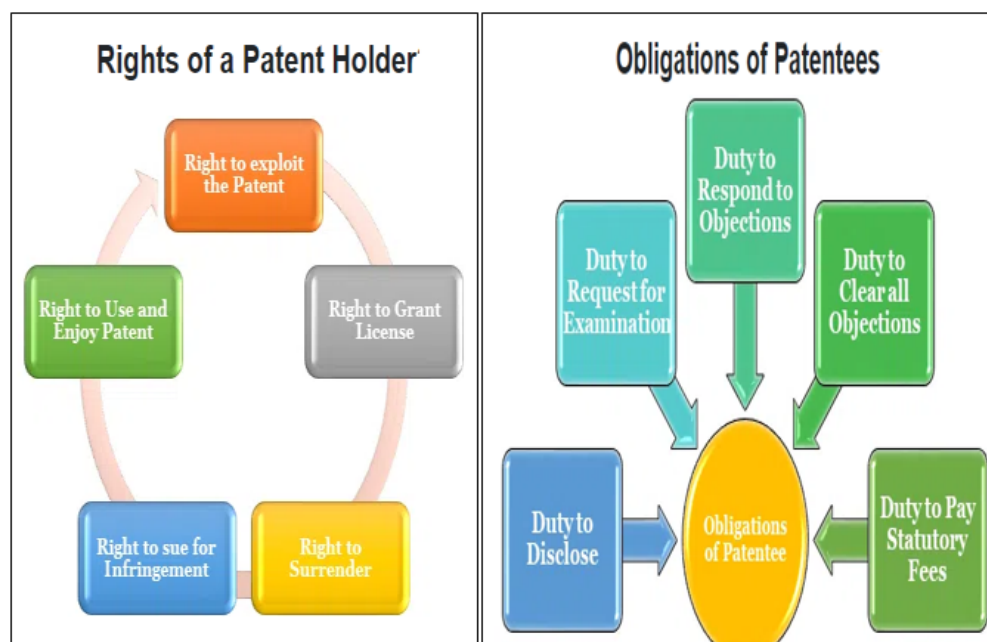 Rights of a Patent Holder
Right to exploit
the Patent
Right to Grant
License
Right to
Surrender
Right to sue for
Infringement
Right to Use and
Enjoy Patent
Obligations of Patentees
Duty to
Disclose
Duty to
Request for
Examination
Duty to
Respond to
Objections
Duty to
Clear all
Objections
Duty to Pay
Statutory
Fees
Obligations
of Patentee